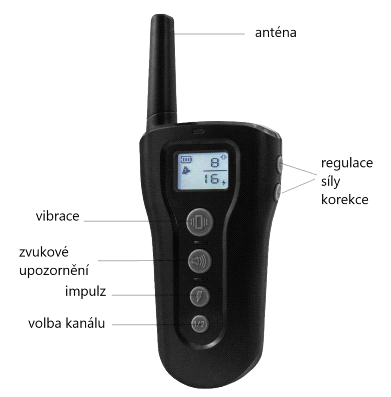 anténa
8
16
regulace
síly
korekce
vibrace
zvukové
upozornění
impulz
volba kanálu